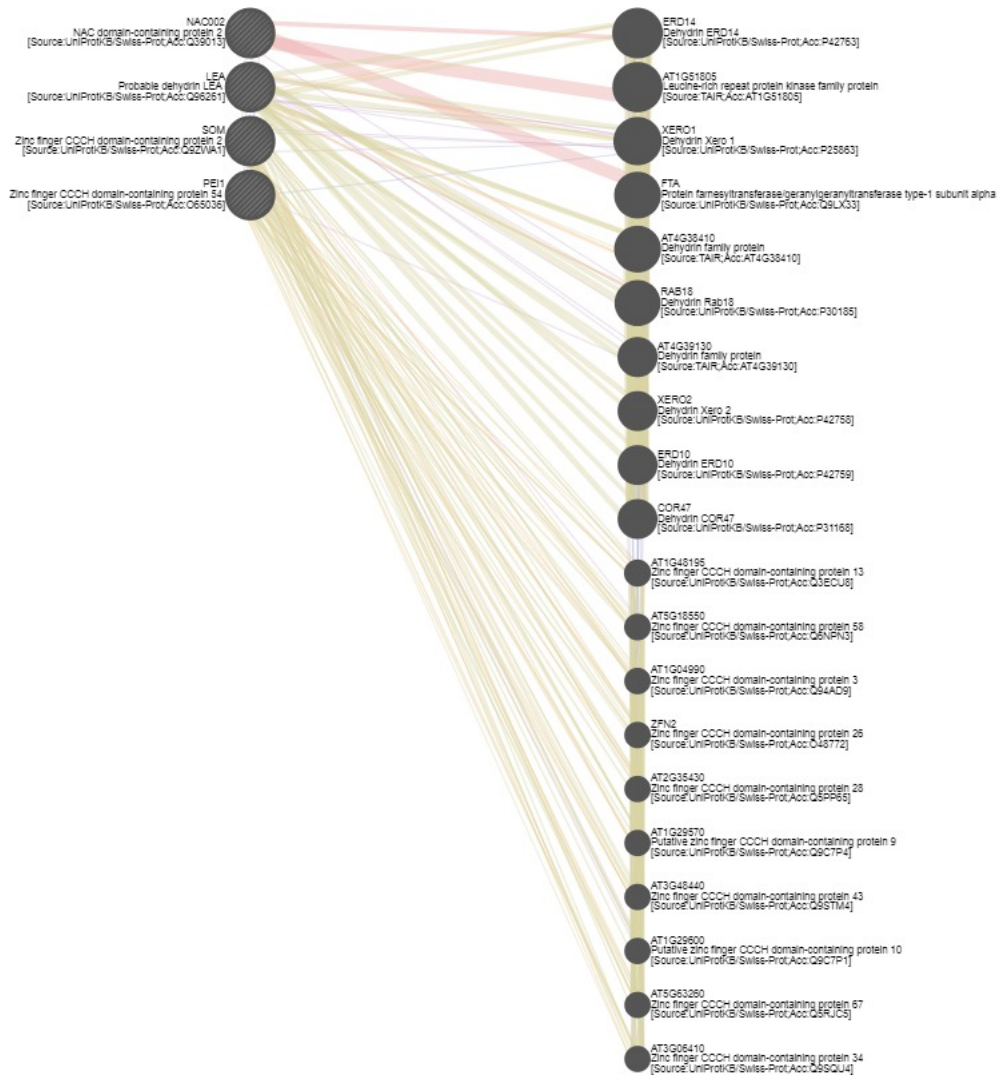 NAC002
NAC domain-containing protein 2
[Source:UniProtKB/Swiss-Prot;Acc:Q39013]
LEA
Probable dehydrin LEA
[Source:UniProtKB/Swiss-Prot;Acc:Q96261]
SOM
Zinc finger CCCH domain-containing protein 2
[Source:UniProtKB/Swiss-Prot;Acc:Q9ZWA1]
PEI1
Zinc finger CCCH domain-containing protein 54
[Source:UniProtKB/Swiss-Prot;Acc:O65036]
ERD14
Dehydrin ERD14
[Source:UniProtKB/Swiss-Prot;Acc:P42763]
AT1G51805
Leucine-rich repeat protein kinase family protein
[Source:TAIR;Acc:AT1G51805]
XERO1
Dehydrin Xero 1
[Source:UniProtKB/Swiss-Prot;Acc:P25863]
FTA
Protein farnesyltransferase/geranylgeranyltransferase type-1 subunit alpha
[Source:UniProtKB/Swiss-Prot;Acc:Q9LX33]
AT4G38410
Dehydrin family protein
[Source:TAIR;Acc:AT4G38410]
RAB18
Dehydrin Rab18
[Source:UniProtKB/Swiss-Prot;Acc:P30185]
AT4G39130
Dehydrin family protein
[Source:TAIR;Acc:AT4G39130]
XERO2
Dehydrin Xero 2
[Source:UniProtKB/Swiss-Prot;Acc:P42758]
ERD10
Dehydrin ERD10
[Source:UniProtKB/Swiss-Prot;Acc:P42759]
COR47
Dehydrin COR47
[Source:UniProtKB/Swiss-Prot;Acc:P31168]
AT1G48195
Zinc finger CCCH domain-containing protein 13
[Source:UniProtKB/Swiss-Prot;Acc:Q3ECU8]
AT5G18550
Zinc finger CCCH domain-containing protein 58
[Source:UniProtKB/Swiss-Prot;Acc:Q6NPN3]
AT1G04990
Zinc finger CCCH domain-containing protein 3
[Source:UniProtKB/Swiss-Prot;Acc:Q94AD9]
ZFN2
Zinc finger CCCH domain-containing protein 26
[Source:UniProtKB/Swiss-Prot;Acc:O48772]
AT2G35430
Zinc finger CCCH domain-containing protein 28
[Source:UniProtKB/Swiss-Prot;Acc:Q5PP65]
AT1G29570
Putative zinc finger CCCH domain-containing protein 9
[Source:UniProtKB/Swiss-Prot;Acc:Q9C7P4]
AT3G48440
Zinc finger CCCH domain-containing protein 43
[Source:UniProtKB/Swiss-Prot;Acc:Q9STM4]
AT1G29600
Putative zinc finger CCCH domain-containing protein 10
[Source:UniProtKB/Swiss-Prot;Acc:Q9C7P1]
AT5G63260
Zinc finger CCCH domain-containing protein 67
[Source:UniProtKB/Swiss-Prot;Acc:Q5RJC5]
AT3G06410
Zinc finger CCCH domain-containing protein 34
[Source:UniProtKB/Swiss-Prot;Acc:Q9SQU4]